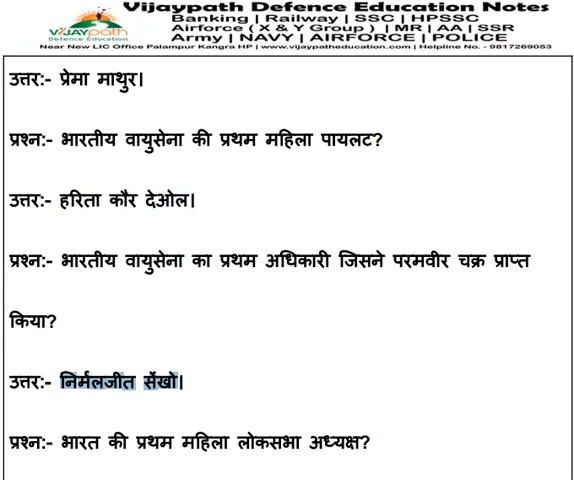 Vijaypath Defence Education Notes
Banking | Railway | SSC | HPSSC
Airforce ( X & Y Group ) | MR | AA | SSR
Army | NAVY | AIRFORCE | POLICE
ViJAYpath
Defence Education
Near New LIC Office Palampur Kangra HP | www.vijaypatheducation.com | Helpline No. - 9817269053
उत्तर:- प्रेमा माथुर।
प्रश्न:- भारतीय वायुसेना की प्रथम महिला पायलट?
उत्तर:- हरिता कौर देओल।
प्रश्न:- भारतीय वायुसेना का प्रथम अधिकारी जिसने परमवीर चक्र प्राप्त
किया?
उत्तर:- निर्मलजीत सेंखो।
प्रश्न:- भारत की प्रथम महिला लोकसभा अध्यक्ष?